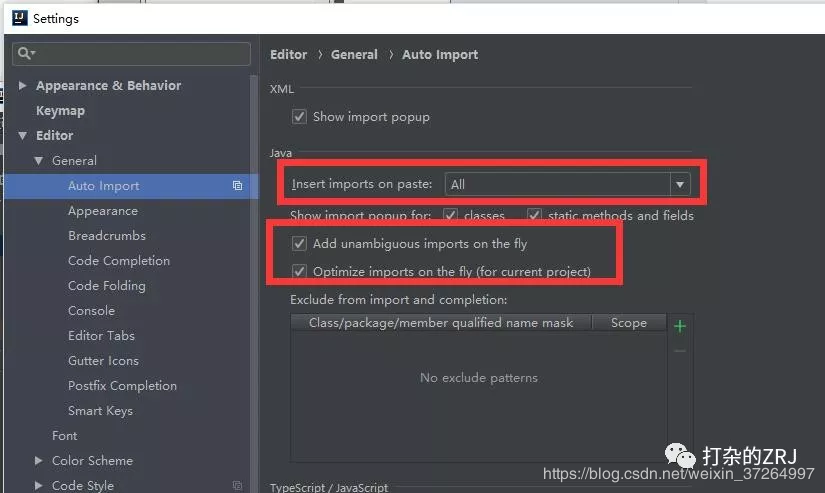 Settings
Appearance & Behavior
Keymap
Editor
General
Auto Import
Appearance
Breadcrumbs
Code Completion
Code Folding
Console
Editor Tabs
Gutter Icons
Postfix Completion
Smart Keys
Font
Color Scheme
Code Style
Editor > General > Auto Import
XML
Show import popup
Java
Insert imports on paste: All
Show import popup for: classes static methods and fields
Add unambiguous imports on the fly
Optimize imports on the fly (for current project)
Exclude from import and completion:
Class/package/member qualified name mask Scope
No exclude patterns
TypeScript / JavaScript
打杂的ZRJ
https://blog.csdn.net/weixin_37264997